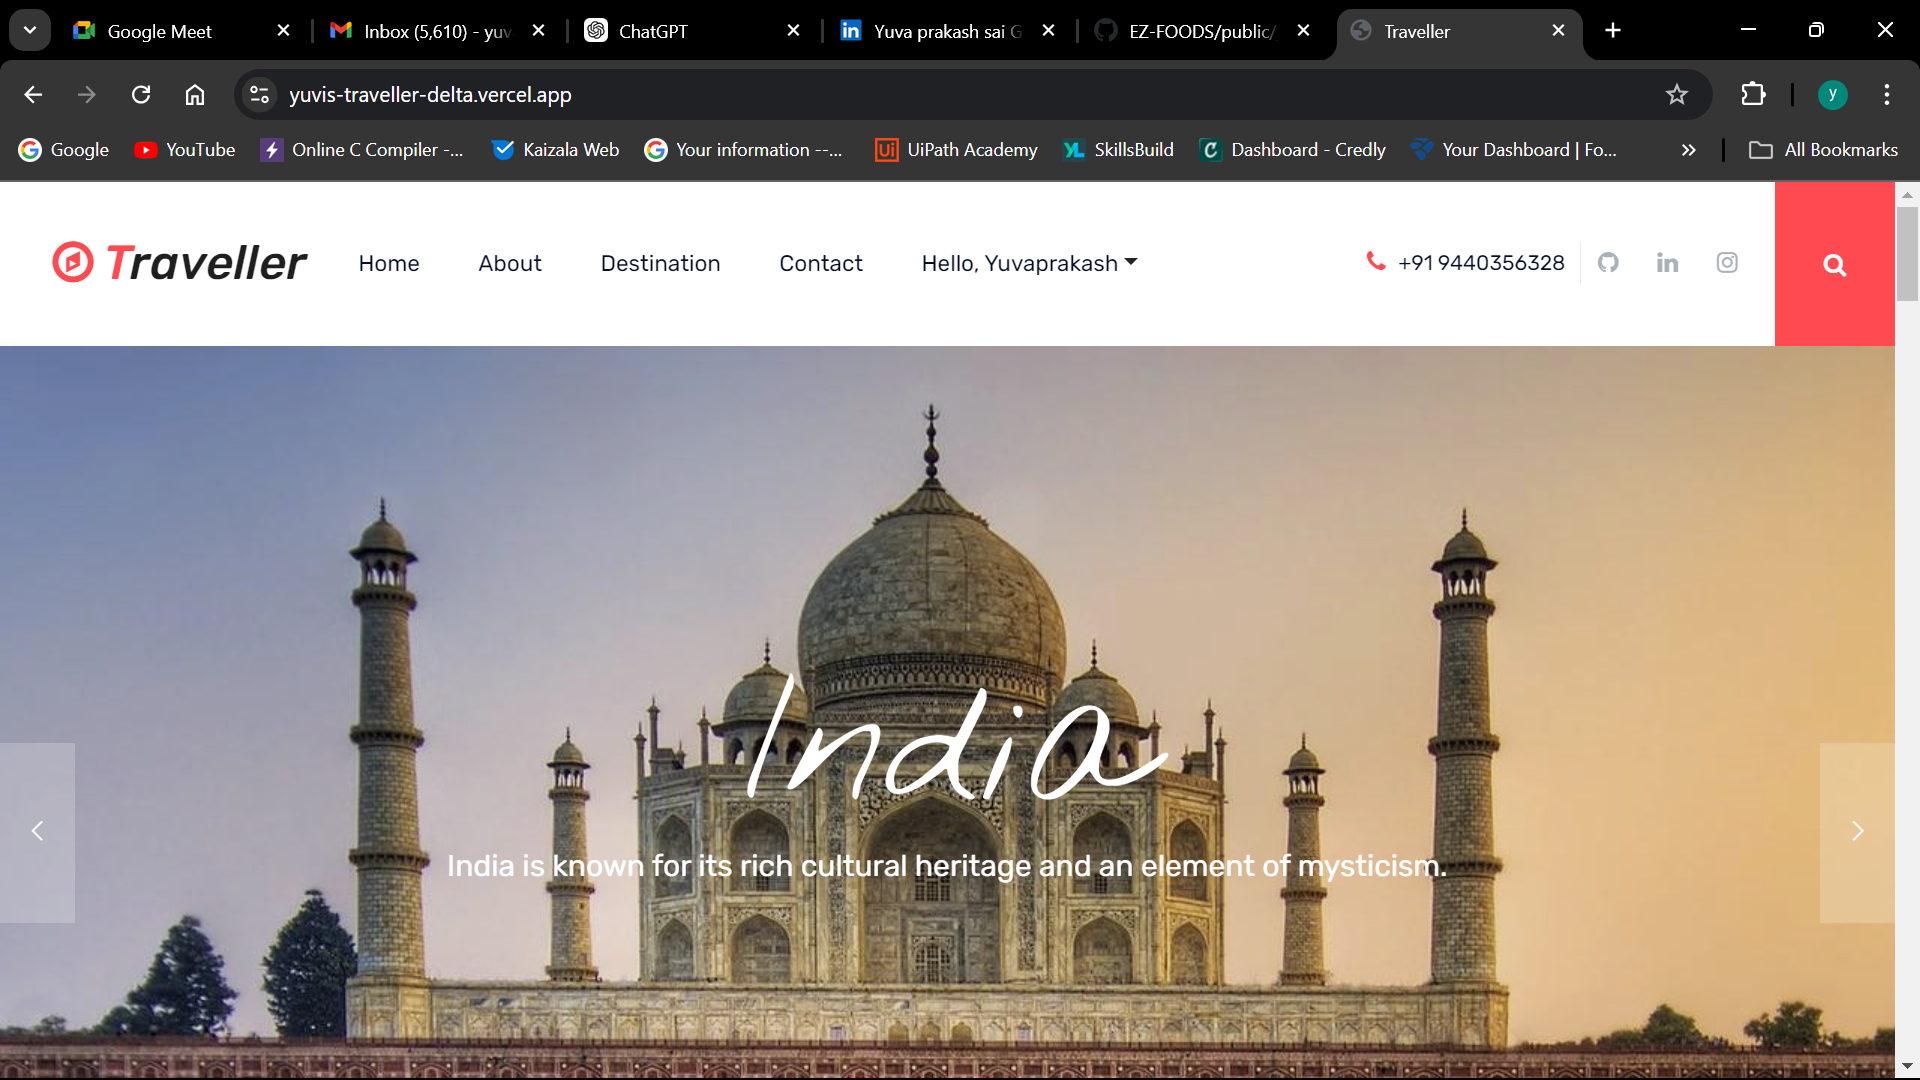 Google Meet
Inbox (5,610) - yuv
ChatGPT
Yuva prakash sai G
EZ-FOODS/public/
Traveller
yuvis-traveller-delta.vercel.app
y
Google
YouTube
Online C Compiler -...
Kaizala Web
Your information --...
Ui
UiPath Academy
YL
SkillsBuild
C
Dashboard - Credly
Your Dashboard | Fo...
All Bookmarks
Traveller
Home
About
Destination
Contact
Hello, Yuvaprakash
+91 9440356328
in
India
India is known for its rich cultural heritage and an element of mysticism.